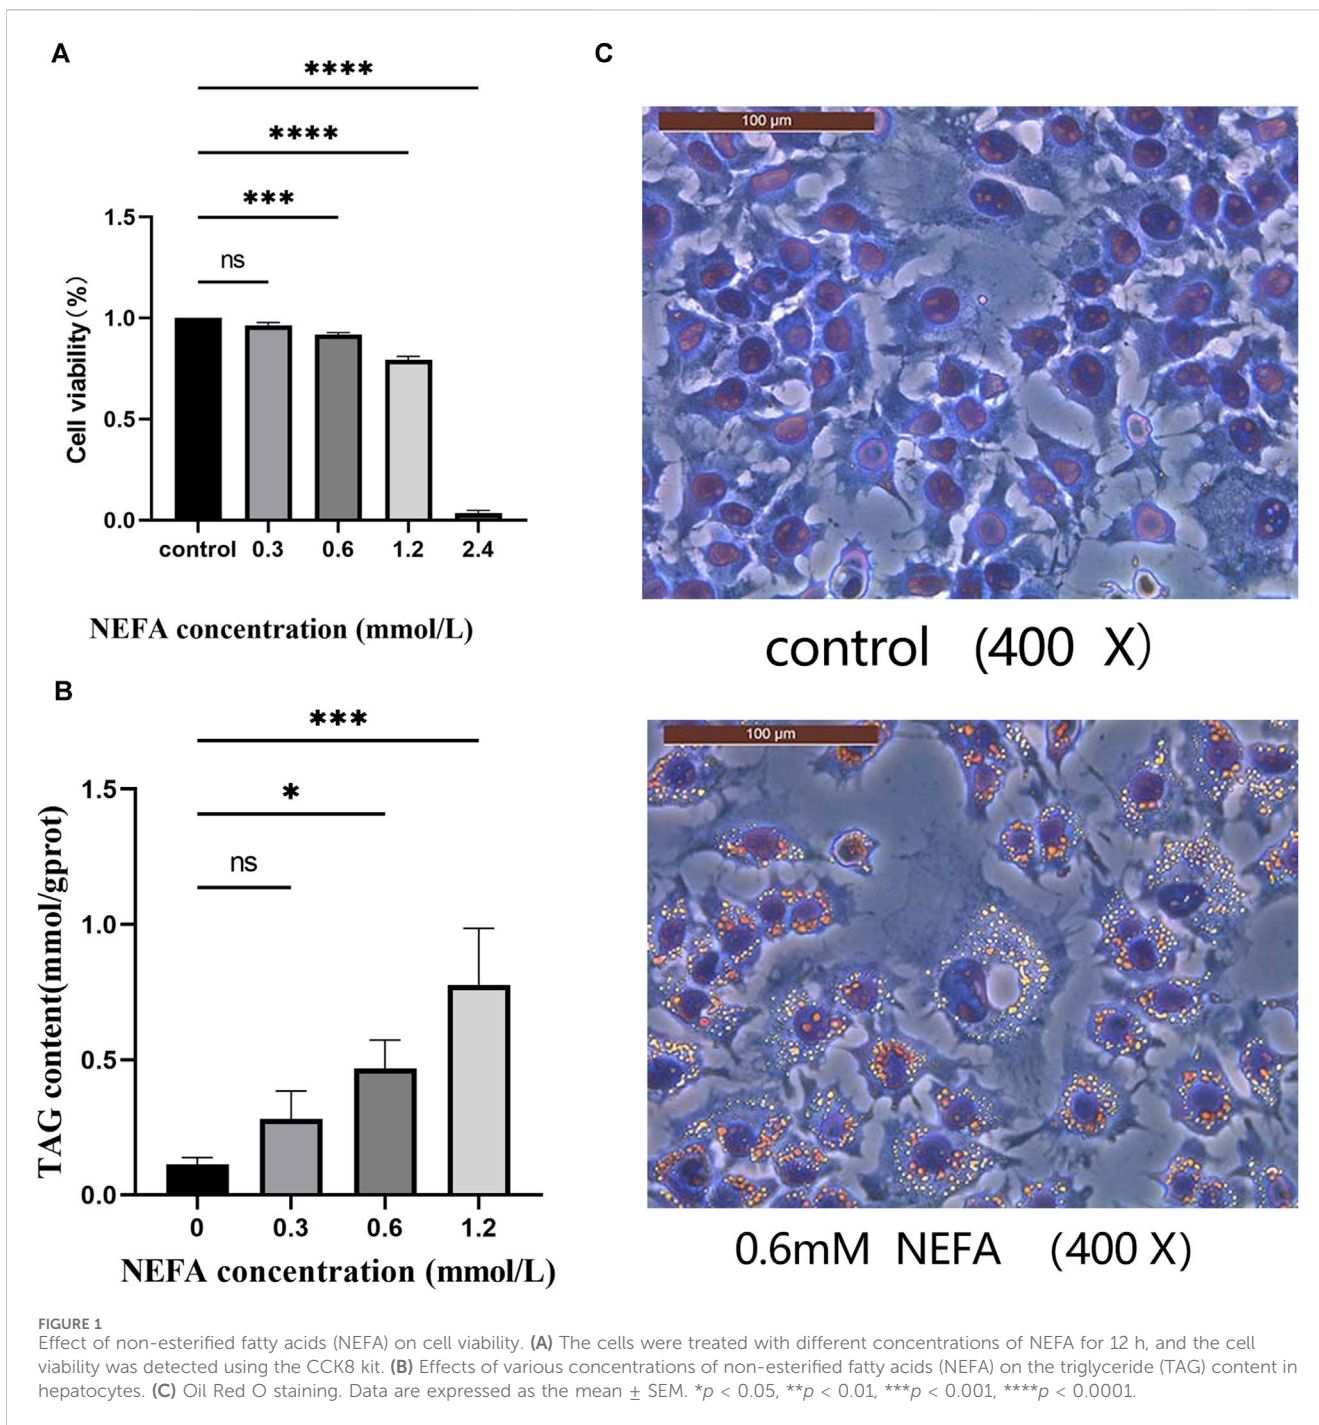 A
****
****
***
ns
1.5
1.0
0.5
0.0
Cell viability(%)
control 0.3 0.6 1.2 2.4
NEFA concentration (mmol/L)
B
***
*
ns
1.5
1.0
0.5
0.0
TAG content(mmol/gprot)
0 0.3 0.6 1.2
NEFA concentration (mmol/L)
C
100 µm
control (400 X)
100 µm
0.6mM NEFA (400 X)
FIGURE 1
Effect of non-esterified fatty acids (NEFA) on cell viability. (A) The cells were treated with different concentrations of NEFA for 12 h, and the cell
viability was detected using the CCK8 kit. (B) Effects of various concentrations of non-esterified fatty acids (NEFA) on the triglyceride (TAG) content in
hepatocytes. (C) Oil Red O staining. Data are expressed as the mean ± SEM. *p < 0.05, **p < 0.01, ***p < 0.001, ****p < 0.0001.